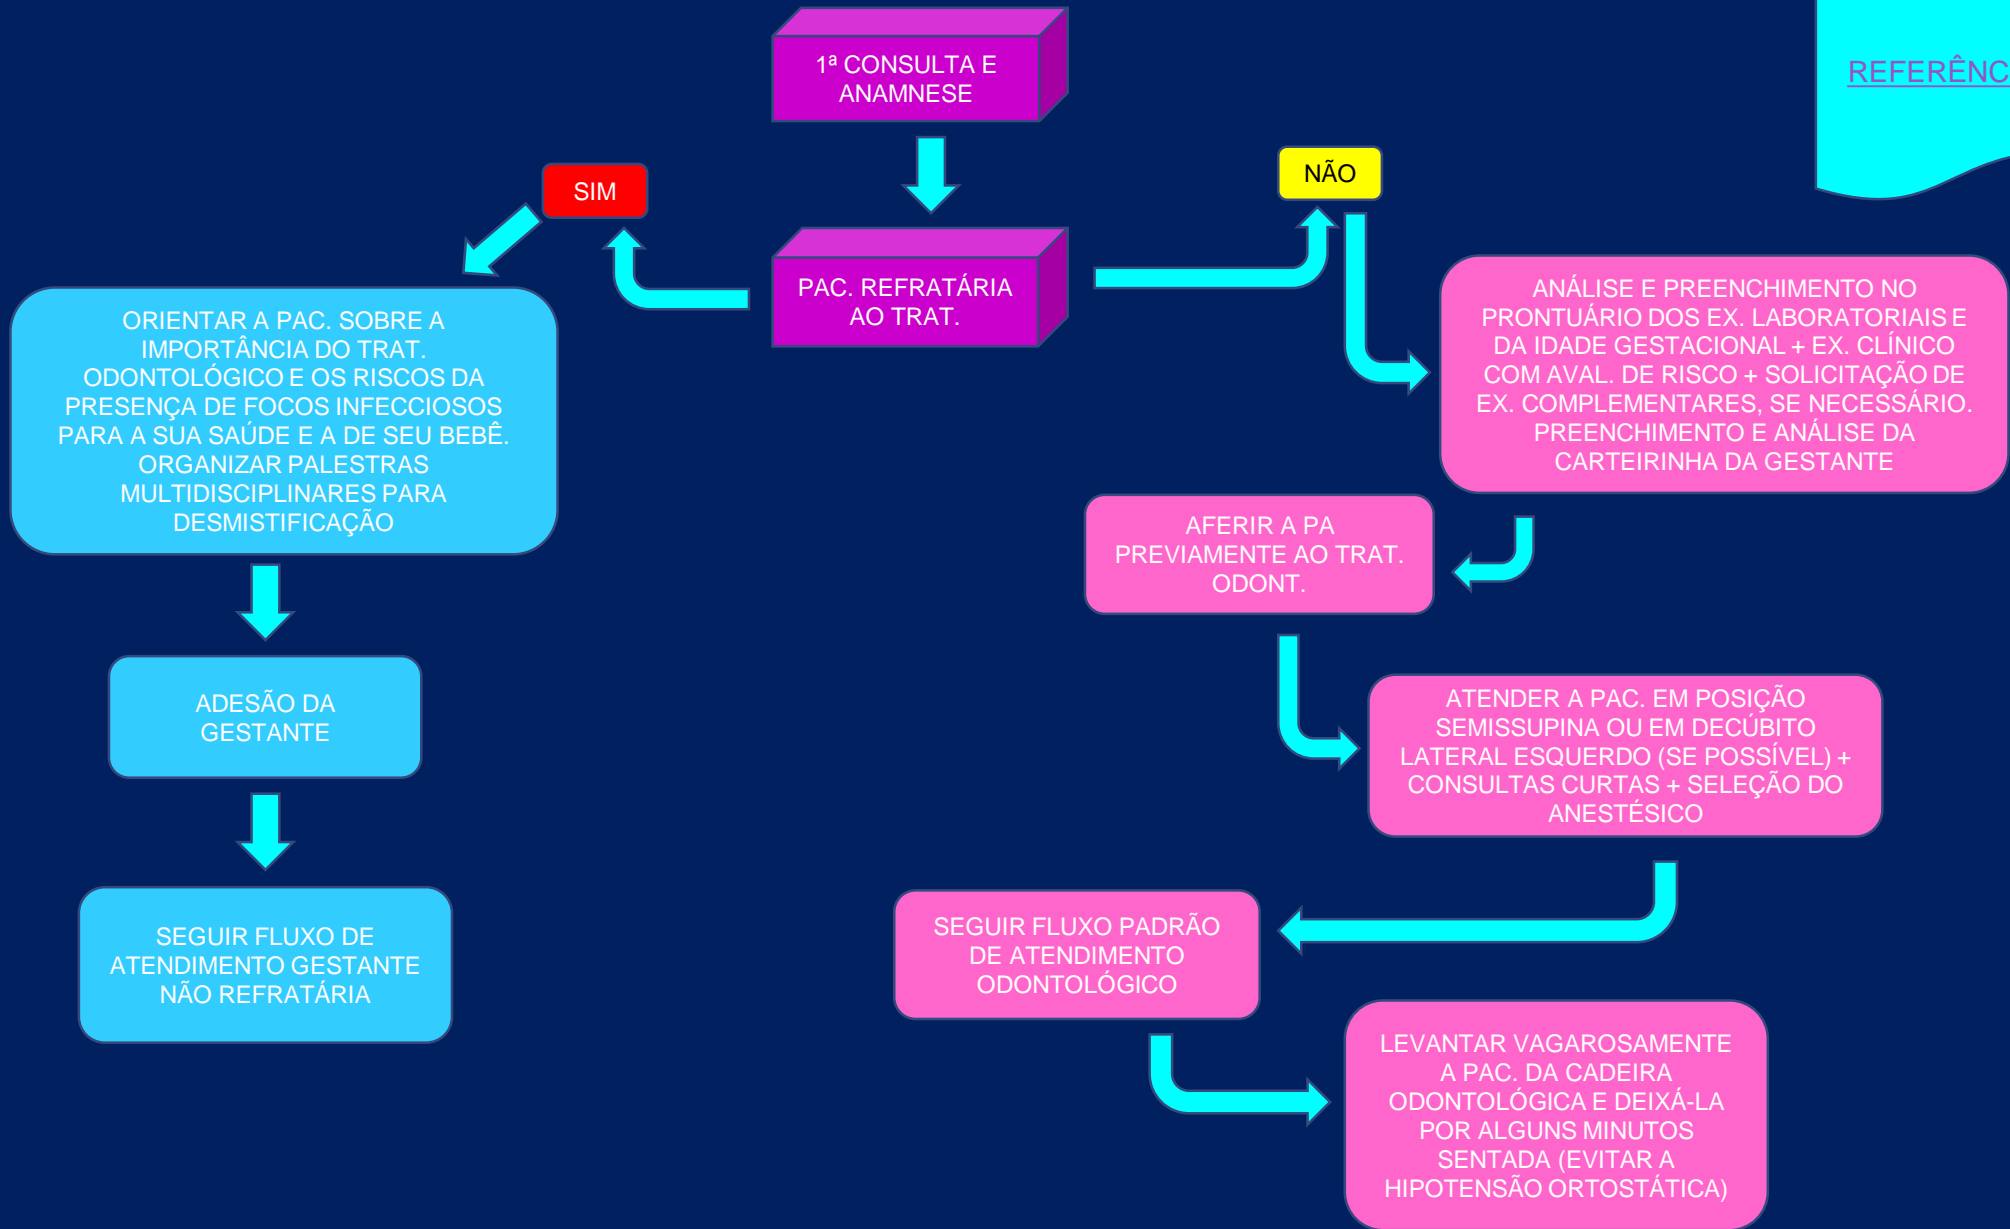 1ª CONSULTA E
ANAMNESE
REFERÊNC
SIM
NÃO
PAC. REFRATÁRIA
AO TRAT.
ORIENTAR A PAC. SOBRE A
IMPORTÂNCIA DO TRAT.
ODONTOLÓGICO E OS RISCOS DA
PRESENÇA DE FOCOS INFECCIOSOS
PARA A SUA SAÚDE E A DE SEU BEBÊ.
ORGANIZAR PALESTRAS
MULTIDISCIPLINARES PARA
DESMISTIFICAÇÃO
ADESÃO DA
GESTANTE
SEGUIR FLUXO DE
ATENDIMENTO GESTANTE
NÃO REFRATÁRIA
ANÁLISE E PREENCHIMENTO NO
PRONTUÁRIO DOS EX. LABORATORIAIS E
DA IDADE GESTACIONAL + EX. CLÍNICO
COM AVAL. DE RISCO + SOLICITAÇÃO DE
EX. COMPLEMENTARES, SE NECESSÁRIO.
PREENCHIMENTO E ANÁLISE DA
CARTEIRINHA DA GESTANTE
AFERIR A PA
PREVIAMENTE AO TRAT.
ODONT.
ATENDER A PAC. EM POSIÇÃO
SEMISSUPINA OU EM DECÚBITO
LATERAL ESQUERDO (SE POSSÍVEL) +
CONSULTAS CURTAS + SELEÇÃO DO
ANESTÉSICO
SEGUIR FLUXO PADRÃO
DE ATENDIMENTO
ODONTOLÓGICO
LEVANTAR VAGAROSAMENTE
A PAC. DA CADEIRA
ODONTOLÓGICA E DEIXÁ-LA
POR ALGUNS MINUTOS
SENTADA (EVITAR A
HIPOTENSÃO ORTOSTÁTICA)